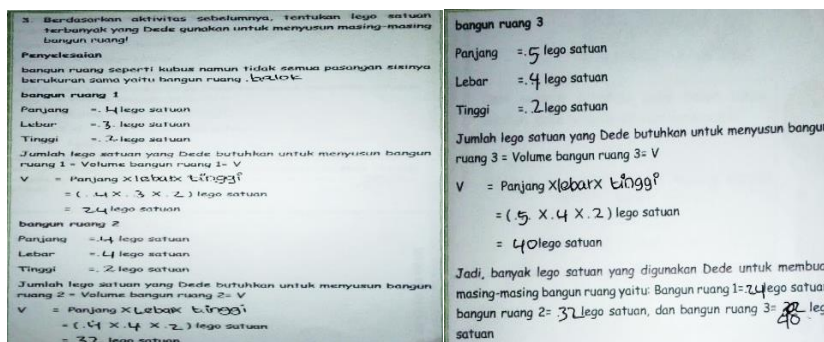 3. Berdasarkan aktivitas sebelumnya, tentukan lego satuan
terbanyak yang Dede gunakan untuk menyusun masing-masing
bangun ruang!
Penyelesaian
bangun ruang seperti kubus namun tidak semua pasangan sisinya
berukuran sama yaitu bangun ruang .balok
bangun ruang 1
Panjang =. 4 lego satuan
Lebar =. 3. lego satuan
Tinggi =. 2 lego satuan
Jumlah lego satuan yang Dede butuhkan untuk menyusun bangun
ruang 1 = Volume bangun ruang 1= V
V = Panjang x lebar x tinggi
= ( . 4 X . 3 X . 2 ) lego satuan
= 24 lego satuan
bangun ruang 2
Panjang =. 4 lego satuan
Lebar =. 4 lego satuan
Tinggi =. 2 lego satuan
Jumlah lego satuan yang Dede butuhkan untuk menyusun bangun
ruang 2 = Volume bangun ruang 2= V
V = Panjang x Lebar x tinggi
= ( . 4 X . 4 X . 2 ) lego satuan
= 32 lego satuan
bangun ruang 3
Panjang =. 5 lego satuan
Lebar =. 4 lego satuan
Tinggi =. 2 lego satuan
Jumlah lego satuan yang Dede butuhkan untuk menyusun bangu
ruang 3 = Volume bangun ruang 3= V
V = Panjang x lebar x tinggi
= ( . 5. X . 4 X . 2 ) lego satuan
= 40 lego satuan
Jadi, banyak lego satuan yang digunakan Dede untuk membua
masing-masing bangun ruang yaitu: Bangun ruang 1= 24 lego satua
bangun ruang 2= 32 lego satuan, dan bangun ruang 3= 40 leg
satuan